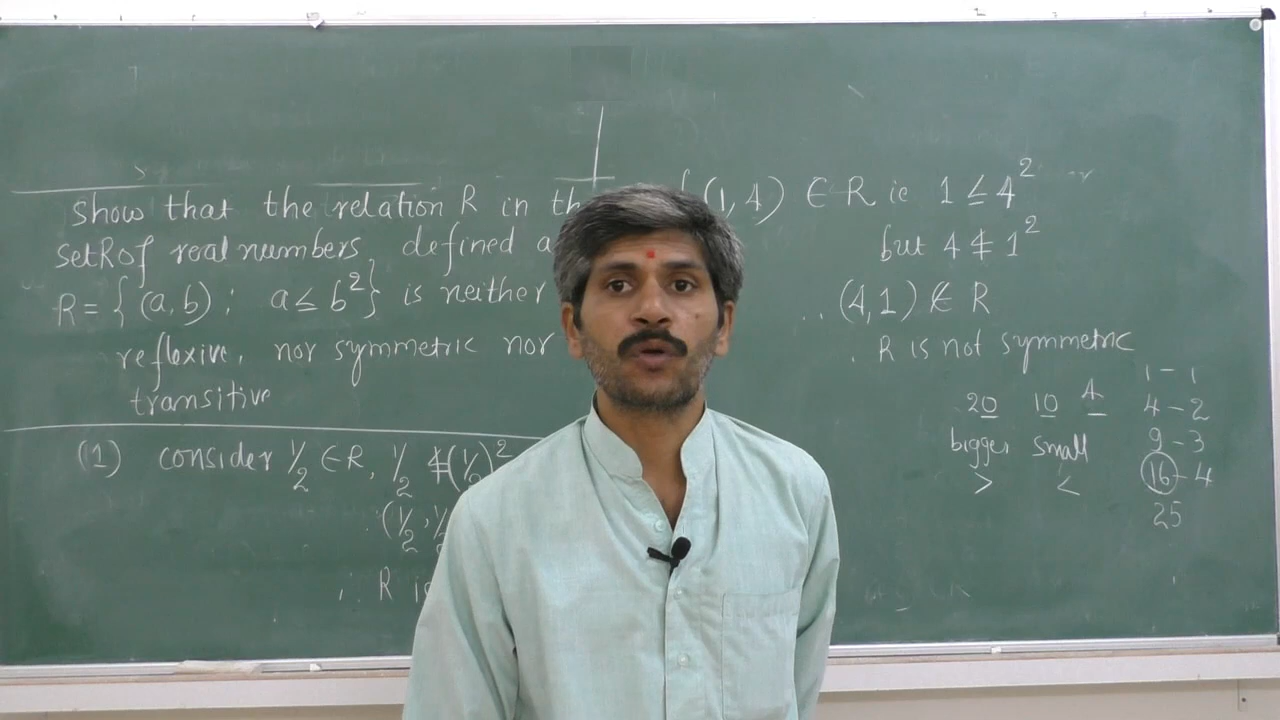 Show that the relation R in th
set R of real numbers, defined a
R = { (a, b) ; a ≤ b² } is neither
reflexive, nor symmetric nor
transitive
(1) consider 1/2 ∈ R, 1/2 ≰ (1/2)²
(1/2, 1/2
∴ R is
(1, 4) ∈ R ie 1 ≤ 4²
but 4 ≰ 1²
∴ (4, 1) ∉ R
∴ R is not symmetric
20 10 4
bigger small
> <
1 - 1
4 - 2
9 - 3
16 - 4
25